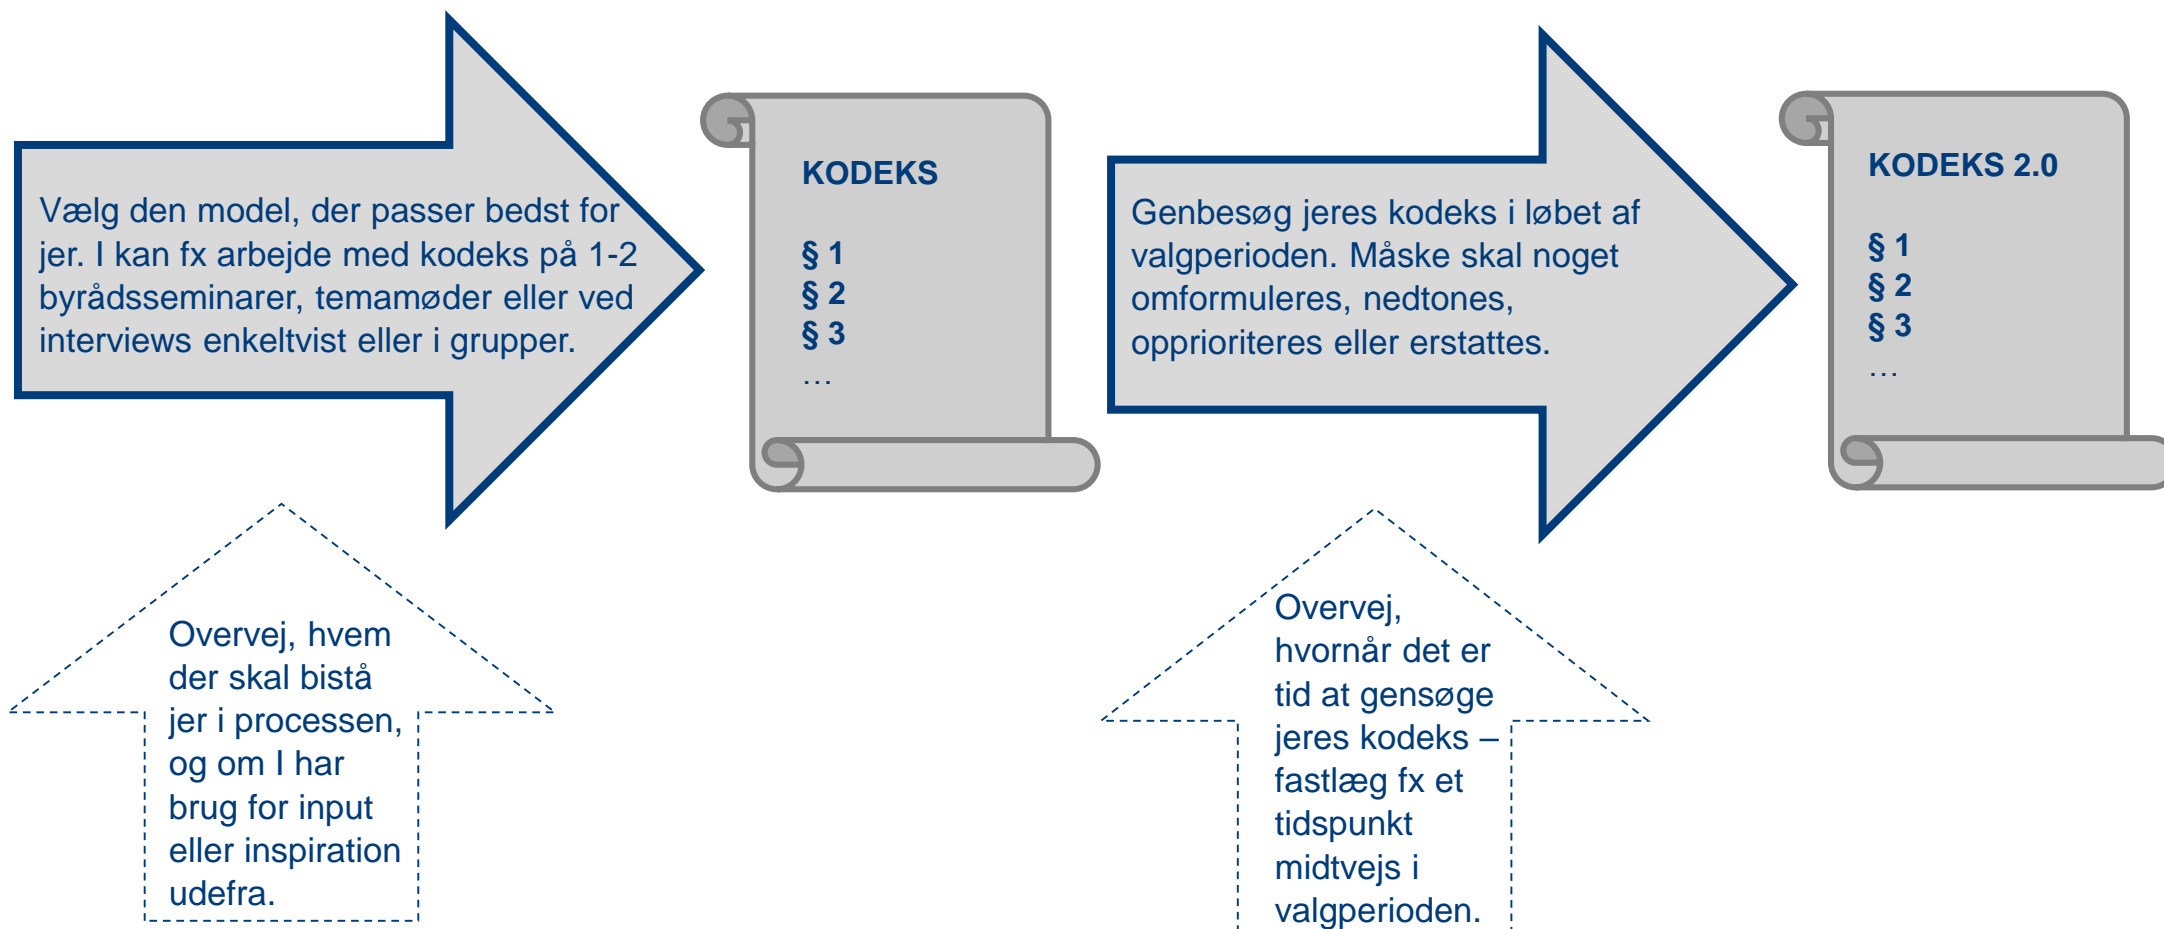 Vælg den model, der passer bedst for
jer. I kan fx arbejde med kodeks på 1-2
byrådsseminarer, temamøder eller ved
interviews enkeltvist eller i grupper.
KODEKS
§ 1
§ 2
§ 3
…
Genbesøg jeres kodeks i løbet af
valgperioden. Måske skal noget
omformuleres, nedtones,
opprioriteres eller erstattes.
KODEKS 2.0
§ 1
§ 2
§ 3
…
Overvej, hvem
der skal bistå
jer i processen,
og om I har
brug for input
eller inspiration
udefra.
Overvej,
hvornår det er
tid at gensøge
jeres kodeks –
fastlæg fx et
tidspunkt
midtvejs i
valgperioden.